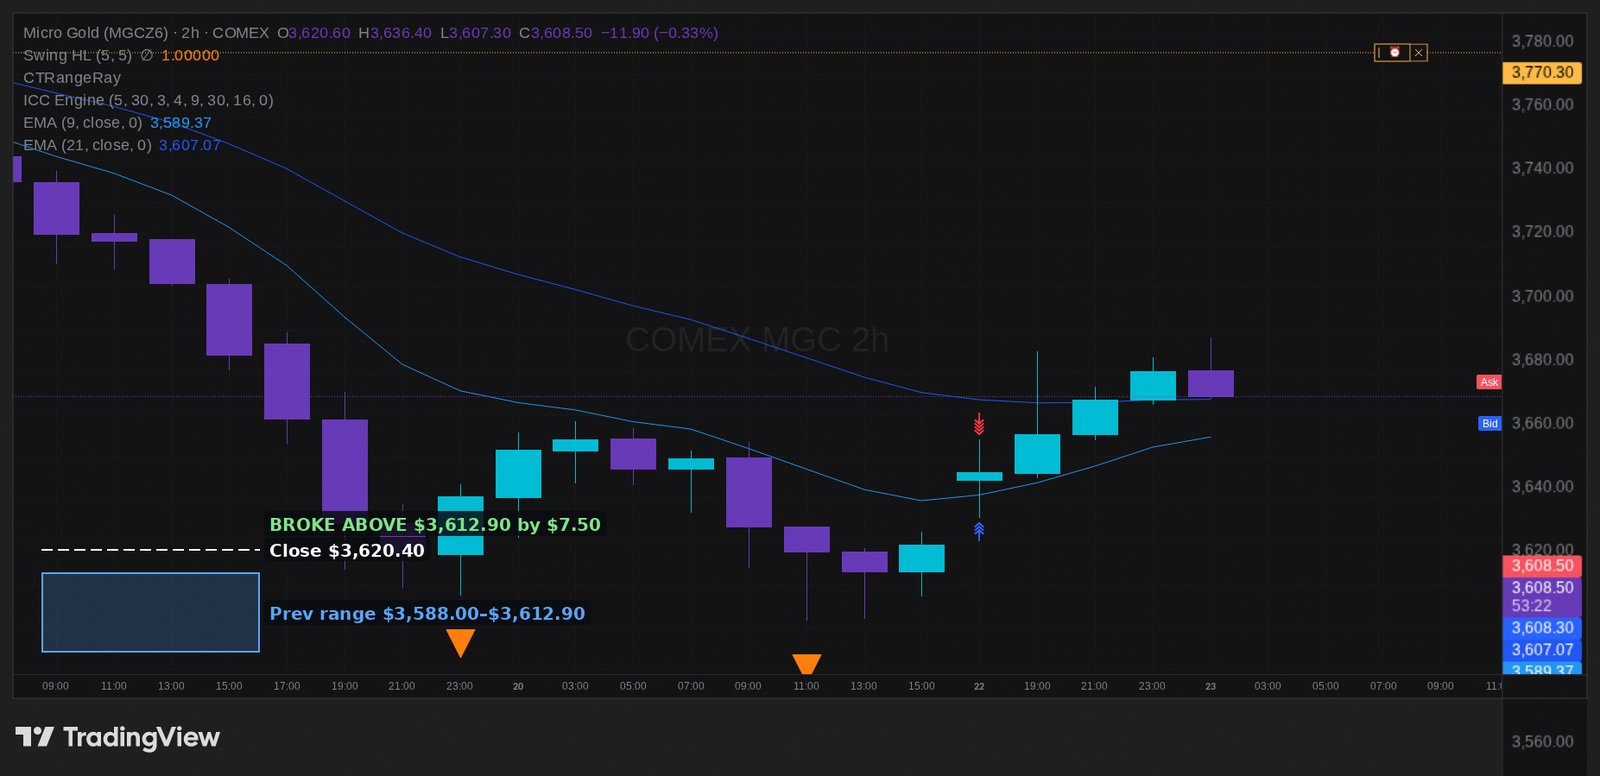 Micro Gold (MGCZ6) · 2h · COMEX O3,620.60 H3,636.40 L3,607.30 C3,608.50 −11.90 (−0.33%)
Swing HL (5, 5) ∅ 1.00000
CTRangeRay
ICC Engine (5, 30, 3, 4, 9, 30, 16, 0)
EMA (9, close, 0) 3,589.37
EMA (21, close, 0) 3,607.07
3,780.00
3,770.30
3,760.00
3,740.00
3,720.00
3,700.00
COMEX MGC 2h
3,680.00
Ask
3,660.00
Bid
3,640.00
BROKE ABOVE $3,612.90 by $7.50
Close $3,620.40
3,620.00
3,608.50
3,608.50
53:22
Prev range $3,588.00–$3,612.90
3,608.30
3,607.07
3,589.37
09:00 11:00 13:00 15:00 17:00 19:00 21:00 23:00 20 03:00 05:00 07:00 09:00 11:00 13:00 15:00 22 19:00 21:00 23:00 23 03:00 05:00 07:00 09:00
TradingView
3,560.00